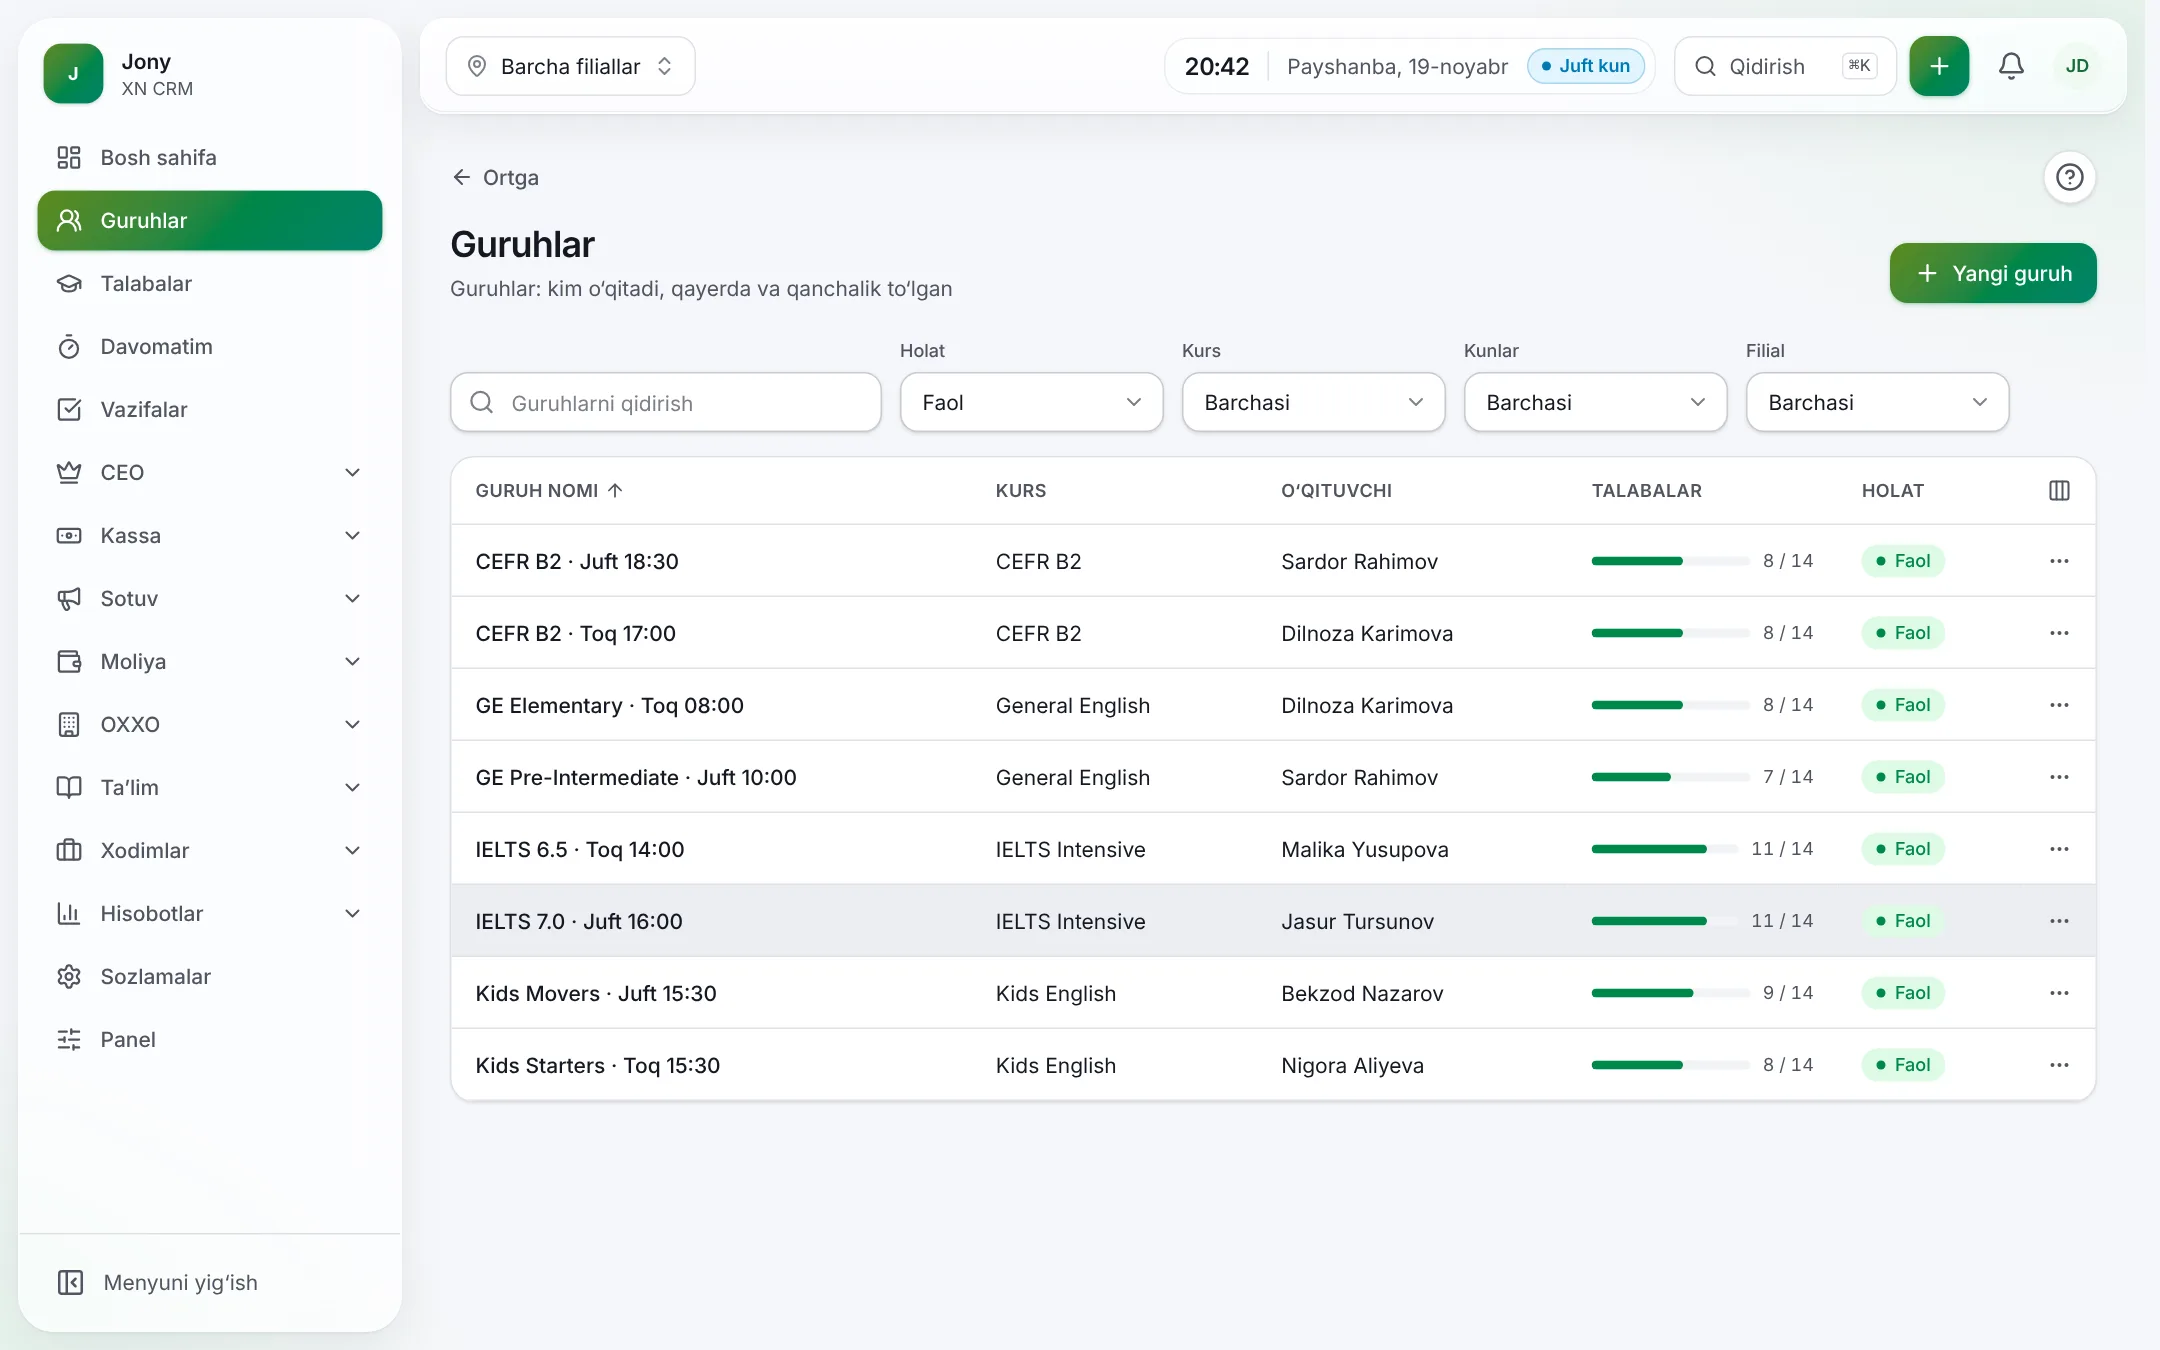 J
Jony
XN CRM
Bosh sahifa
Guruhlar
Talabalar
Davomatim
Vazifalar
CEO
Kassa
Sotuv
Moliya
OXXO
Ta’lim
Xodimlar
Hisobotlar
Sozlamalar
Panel
Menyuni yig‘ish
Barcha filiallar
20:42 Payshanba, 19-noyabr Juft kun
Qidirish ⌘K
JD
Ortga
Guruhlar
Guruhlar: kim o‘qitadi, qayerda va qanchalik to‘lgan
Yangi guruh
Holat Kurs Kunlar Filial
Guruhlarni qidirish Faol Barchasi Barchasi Barchasi
GURUH NOMI KURS O‘QITUVCHI TALABALAR HOLAT
CEFR B2 · Juft 18:30 CEFR B2 Sardor Rahimov 8 / 14 Faol
CEFR B2 · Toq 17:00 CEFR B2 Dilnoza Karimova 8 / 14 Faol
GE Elementary · Toq 08:00 General English Dilnoza Karimova 8 / 14 Faol
GE Pre-Intermediate · Juft 10:00 General English Sardor Rahimov 7 / 14 Faol
IELTS 6.5 · Toq 14:00 IELTS Intensive Malika Yusupova 11 / 14 Faol
IELTS 7.0 · Juft 16:00 IELTS Intensive Jasur Tursunov 11 / 14 Faol
Kids Movers · Juft 15:30 Kids English Bekzod Nazarov 9 / 14 Faol
Kids Starters · Toq 15:30 Kids English Nigora Aliyeva 8 / 14 Faol